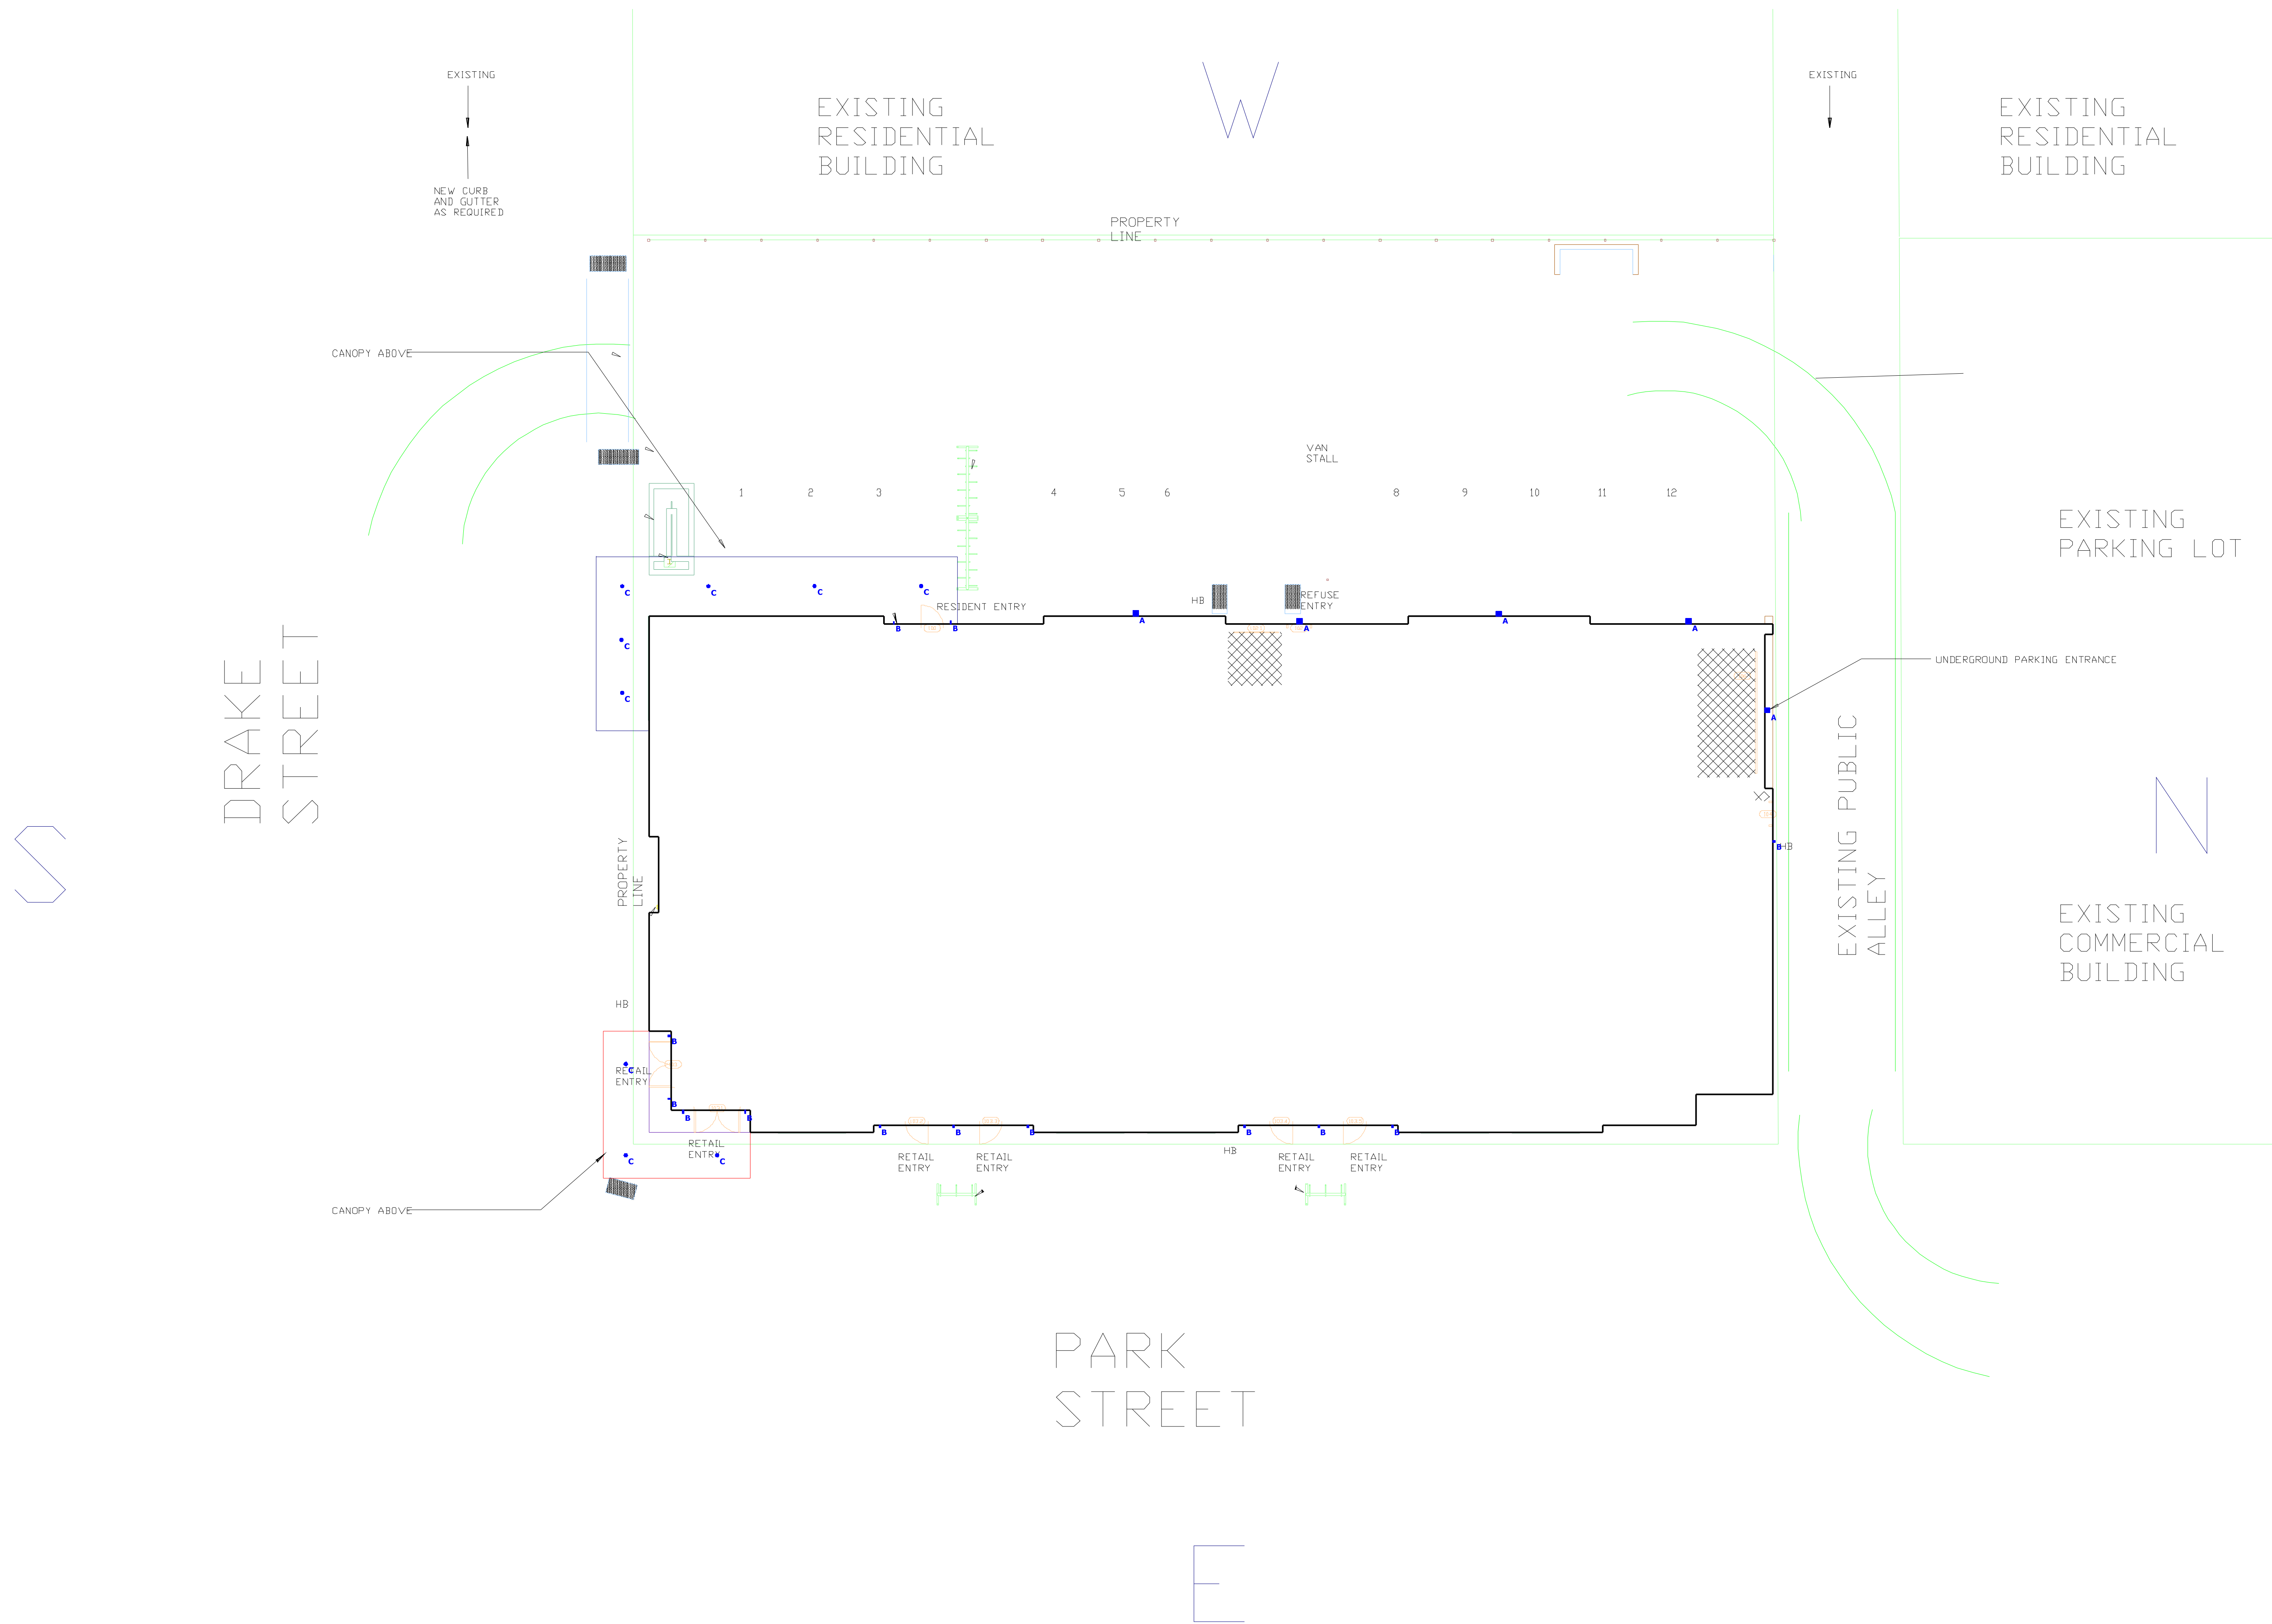 W
EXISTING
EXISTING
EXISTING
RESIDENTIAL
BUILDING
EXISTING
RESIDENTIAL
BUILDING
NEW CURB
AND GUTTER
AS REQUIRED
PROPERTY
LINE
CANOPY ABOVE
VAN
STALL
1 2 3 4 5 6 8 9 10 11 12
EXISTING
PARKING LOT
C C C C
HB
REFUSE
ENTRY
RESIDENT ENTRY
A A
B B A A
C
C
DRAKE
STREET
UNDERGROUND PARKING ENTRANCE
A
EXISTING PUBLIC
ALLEY
N
S
B HB
PROPERTY
LINE
EXISTING
COMMERCIAL
BUILDING
HB
B
C
RETAIL
ENTRY
B
B B
B B B B B B
RETAIL
ENTRY
HB
RETAIL
ENTRY
RETAIL
ENTRY
RETAIL
ENTRY
RETAIL
ENTRY
C C
CANOPY ABOVE
PARK
STREET
E